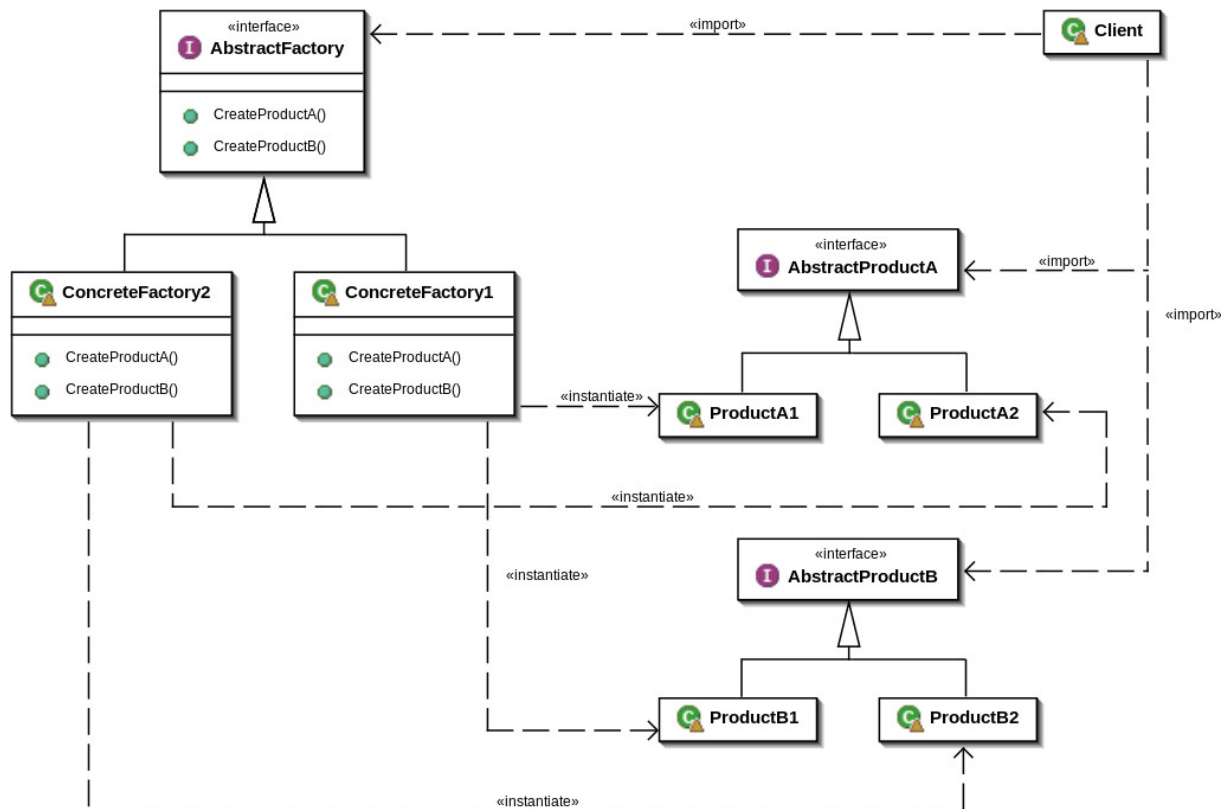 «interface»
I AbstractFactory
CreateProductA()
CreateProductB()
«import»
C Client
C ConcreteFactory2
CreateProductA()
CreateProductB()
C ConcreteFactory1
CreateProductA()
CreateProductB()
«interface»
I AbstractProductA
«import»
«import»
«instantiate»
C ProductA1
C ProductA2
«instantiate»
«interface»
I AbstractProductB
«instantiate»
C ProductB1
C ProductB2
«instantiate»